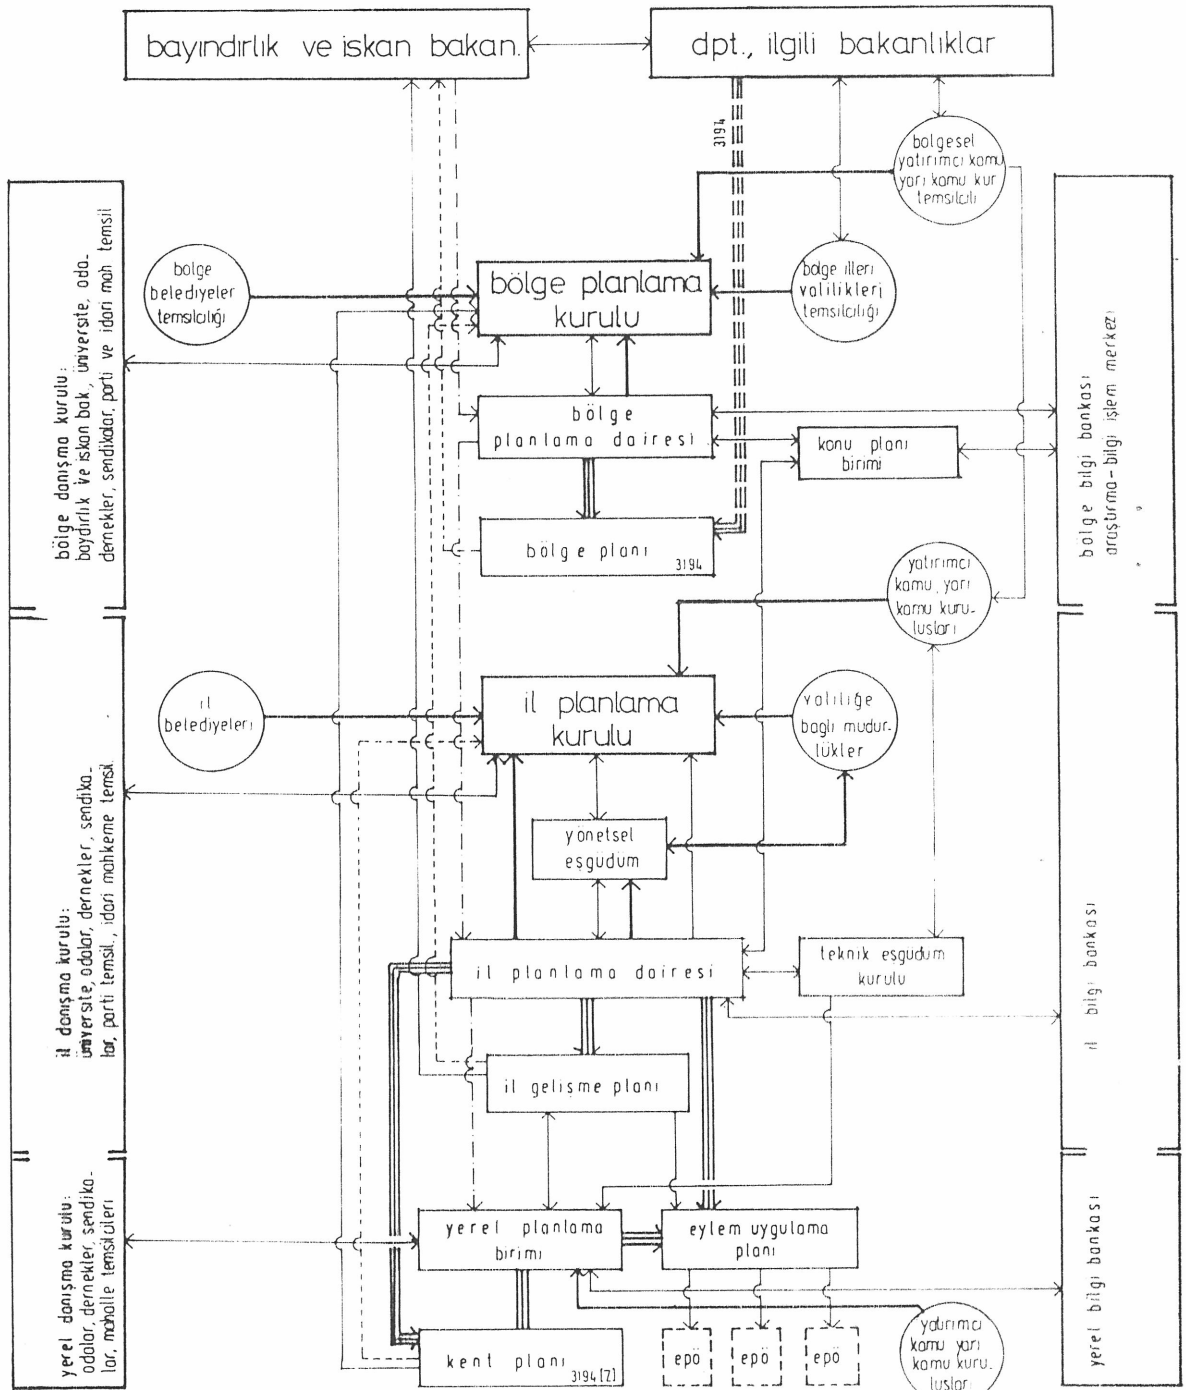 bayındırlık ve iskan bakan.
dpt., ilgili bakanlıklar
3194
bölgesel
yatırımcı kamu
yarı kamu kur
temsilcili
bölge danışma kurulu:
baydırlık ve iskan bak, üniversite, oda-
dernekler, sendikalar, parti ve idari mah temsil
bölge
belediyeler
temsilciliği
bölge planlama
kurulu
bölge illeri
valilikleri
temsilciliği
bölge
planlama dairesi
konu planı
birimi
bölge planı
3194
bölge bilgi bankası
araştırma-bilgi işlem merkezi
yatırımcı
kamu, yarı
kamu kuru-
lusları
il
belediyeleri
il planlama
kurulu
valiliğe
bağlı mudur-
lükler
yönetsel
eşgüdüm
il danışma kurulu:
üniversite, odalar, dernekler, sendika-
lar, parti temsil., idari mahkeme temsil
il planlama dairesi
teknik eşgudum
kurulu
il bilgi bankası
il gelişme planı
yerel danışma kurulu:
odalar, dernekler, sendika-
lar, mahalle temsilcileri
yerel planlama
birimi
eylem uygulama
planı
yerel bilgi bankası
kent planı
3194[2]
epö
epö
epö
yatırımcı
kamu yarı
kamu kuru-
lusları